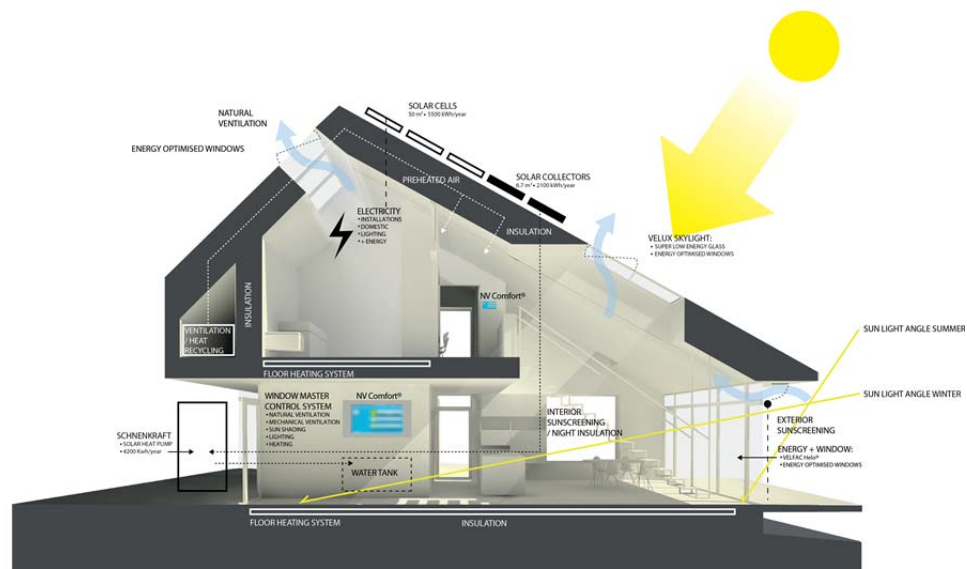 SOLAR CELLS
50 m² • 5500 kWh/year
NATURAL
VENTILATION
ENERGY OPTIMISED WINDOWS
PREHEATED AIR
SOLAR COLLECTORS
6.7 m² • 2100 kWh/year
ELECTRICITY
• INSTALLATIONS
• DOMESTIC
• LIGHTING
• + ENERGY
INSULATION
VELUX SKYLIGHT:
• SUPER LOW ENERGY GLASS
• ENERGY OPTIMISED WINDOWS
INSULATION
NV Comfort®
VENTILATION
/ HEAT
RECYCLING
SUN LIGHT ANGLE SUMMER
FLOOR HEATING SYSTEM
WINDOW MASTER
CONTROL SYSTEM
• NATURAL VENTILATION
• MECHANICAL VENTILATION
• SUN SHADING
• LIGHTING
• HEATING
NV Comfort®
SUN LIGHT ANGLE WINTER
INTERIOR
SUNSCREENING
/ NIGHT INSULATION
EXTERIOR
SUNSCREENING
SCHNENKRAFT
• SOLAR HEAT PUMP
• 4200 Kwh/year
ENERGY + WINDOW:
• VELFAC Helo®
• ENERGY OPTIMISED WINDOWS
WATER TANK
FLOOR HEATING SYSTEM
INSULATION